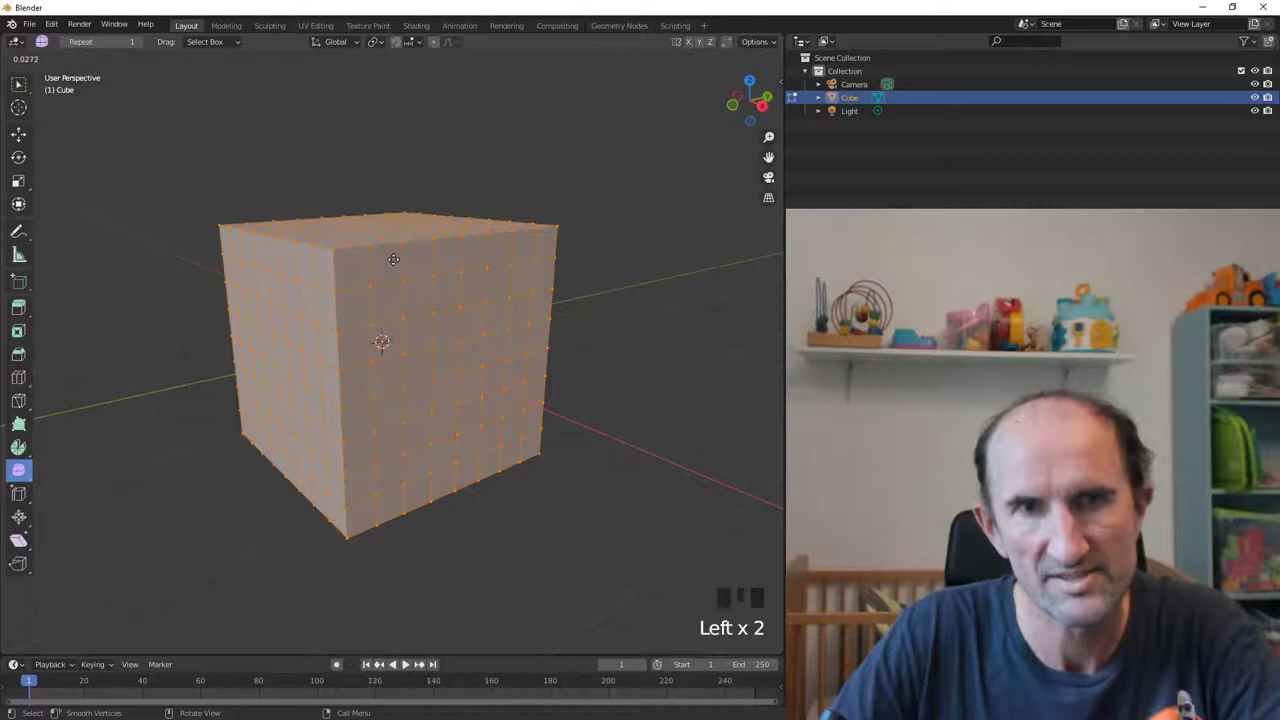 Blender
File Edit Render Window Help Layout Modeling Sculpting UV Editing Texture Paint Shading Animation Rendering Compositing Geometry Nodes Scripting + Scene View Layer
Repeat 1 Drag: Select Box Global X Y Z Options
0.0272
User Perspective
(1) Cube
Z
Y
X
Scene Collection
Collection
Camera
Cube
Light
Left x 2
Playback Keying View Marker 1 Start 1 End 250
1 20 40 60 80 100 120 140 160 180 200 220 240
Select Smooth Vertices Rotate View Call Menu